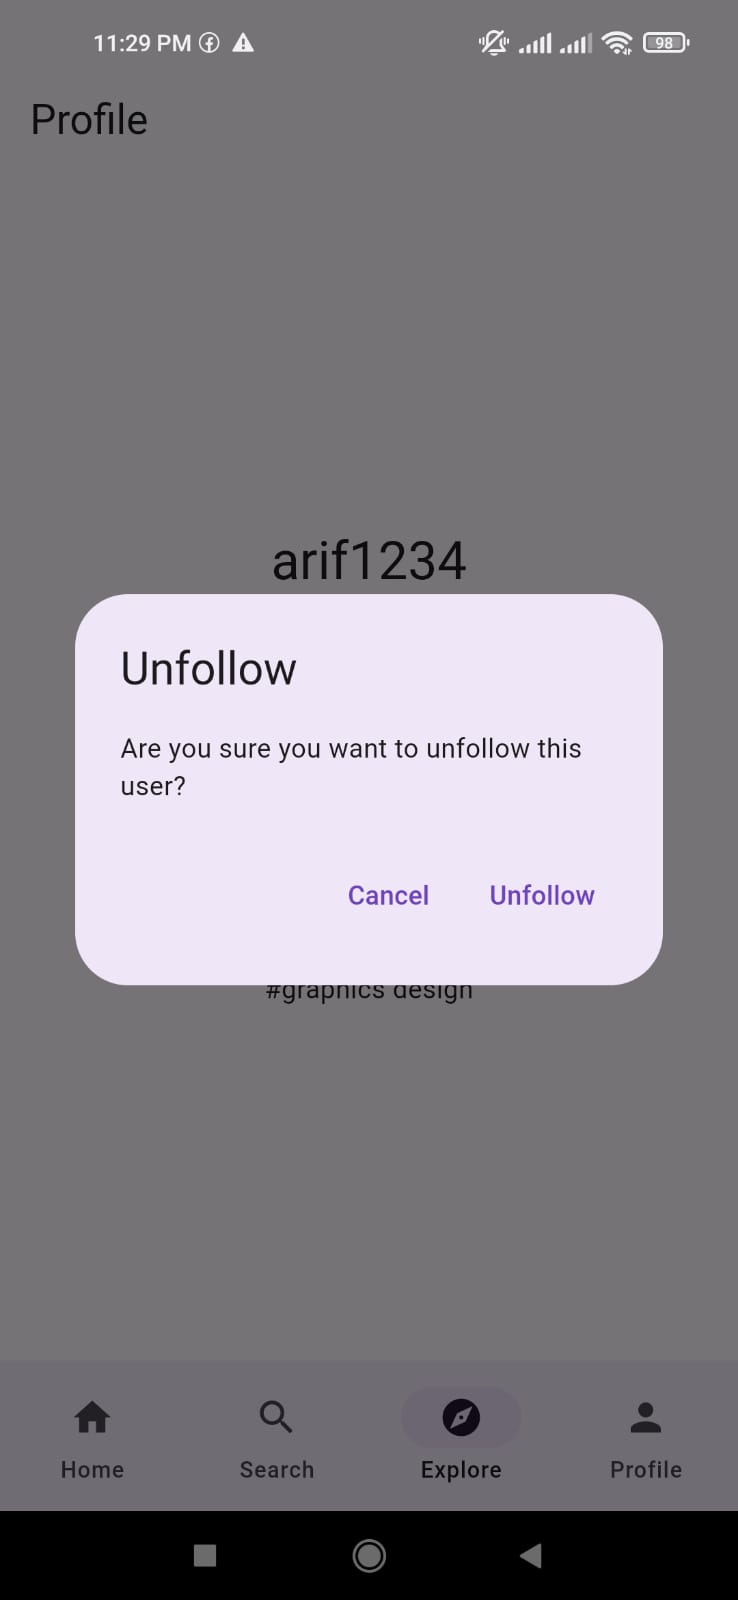 11:29 PM
98
Profile
arif1234
Unfollow
Are you sure you want to unfollow this
user?
Cancel Unfollow
#graphics design
Home Search Explore Profile